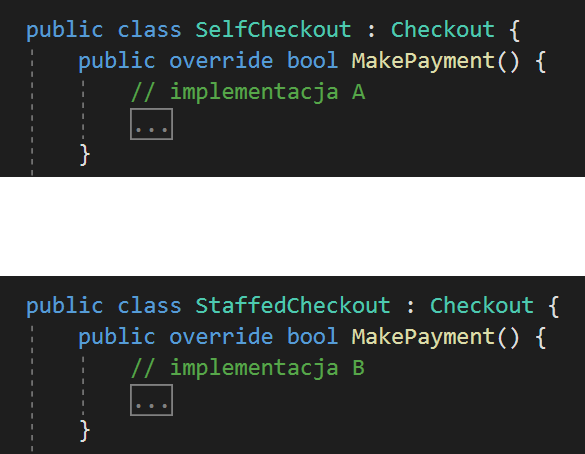 public class SelfCheckout : Checkout {
public override bool MakePayment() {
// implementacja A
...
}
public class StaffedCheckout : Checkout {
public override bool MakePayment() {
// implementacja B
...
}